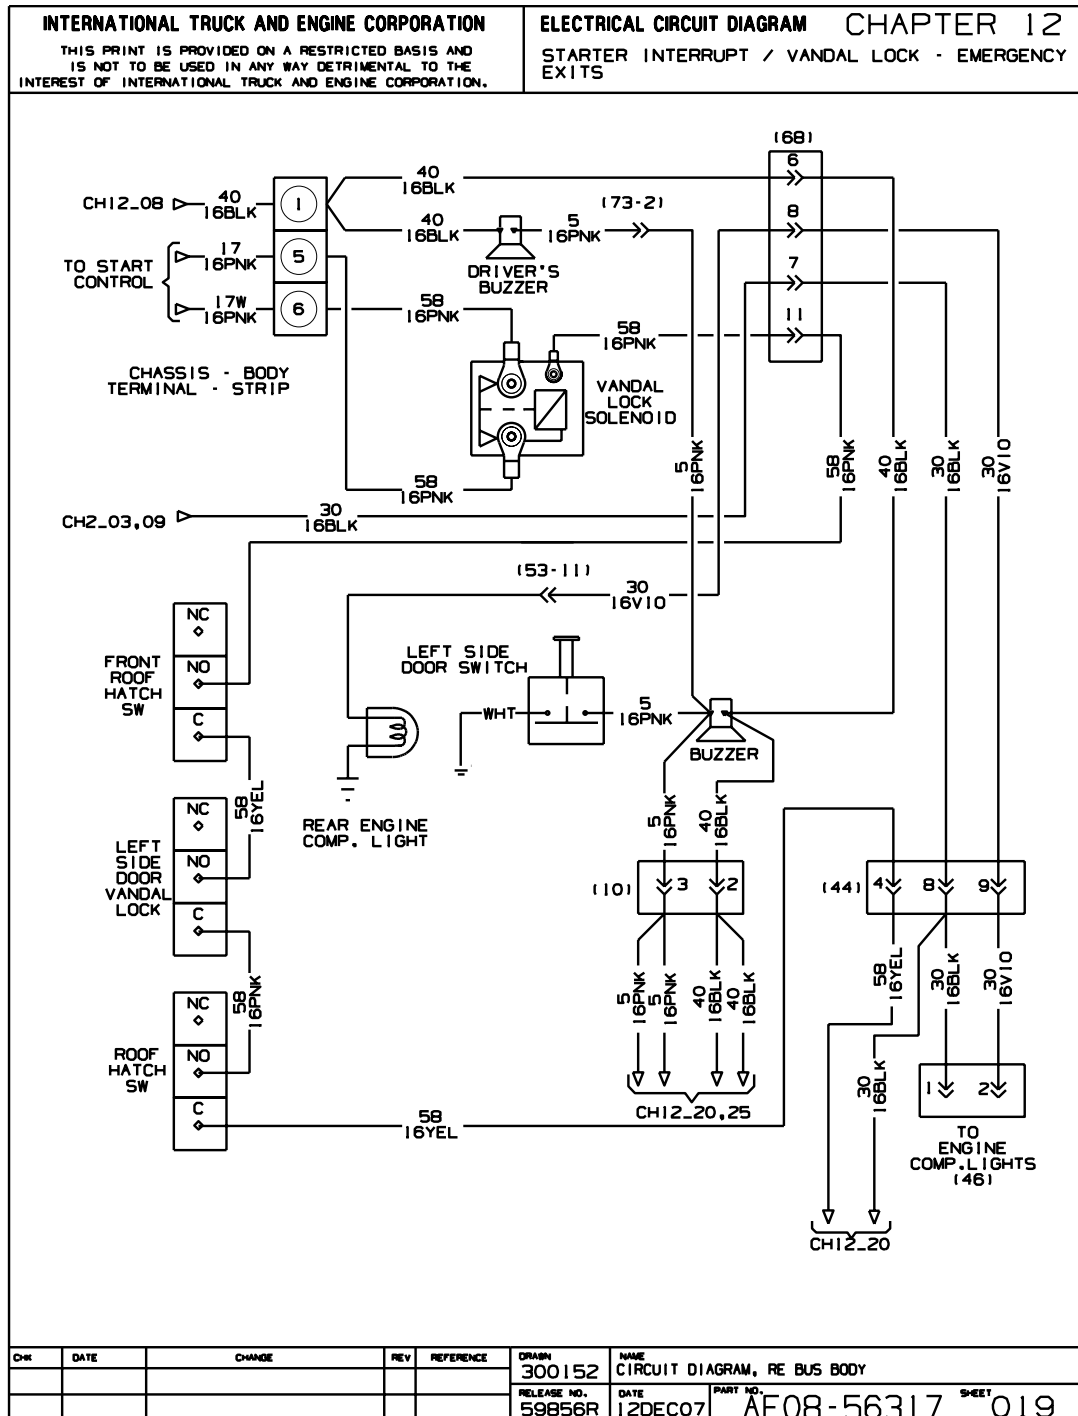 INTERNATIONAL TRUCK AND ENGINE CORPORATION
THIS PRINT IS PROVIDED ON A RESTRICTED BASIS AND
IS NOT TO BE USED IN ANY WAY DETRIMENTAL TO THE
INTEREST OF INTERNATIONAL TRUCK AND ENGINE CORPORATION.
ELECTRICAL CIRCUIT DIAGRAM CHAPTER 12
STARTER INTERRUPT / VANDAL LOCK - EMERGENCY
EXITS
(68)
6
40
16BLK
CH12_08
40
16BLK
1
(73-2)
8
40
16BLK
5
16PNK
TO START
CONTROL
17
16PNK
5
DRIVER'S
BUZZER
7
17W
16PNK
6
58
16PNK
11
58
16PNK
CHASSIS - BODY
TERMINAL - STRIP
VANDAL
LOCK
SOLENOID
5
16PNK
58
16PNK
40
16BLK
30
16BLK
30
16VIO
58
16PNK
CH2_03,09
30
16BLK
(53-11)
30
16VIO
NC
NO
C
FRONT
ROOF
HATCH
SW
LEFT SIDE
DOOR SWITCH
WHT
5
16PNK
BUZZER
58
16YEL
REAR ENGINE
COMP. LIGHT
5
16PNK
40
16BLK
NC
NO
C
LEFT
SIDE
DOOR
VANDAL
LOCK
(10)
3
2
(44)
4
8
9
58
16PNK
5
16PNK
5
16PNK
40
16BLK
40
16BLK
58
16YEL
30
16BLK
30
16VIO
NC
NO
C
ROOF
HATCH
SW
30
16BLK
1
2
CH12_20,25
58
16YEL
TO
ENGINE
COMP.LIGHTS
(46)
CH12_20
CHK DATE CHANGE REV REFERENCE
DRAWN
300152
NAME
CIRCUIT DIAGRAM, RE BUS BODY
RELEASE NO.
59856R
DATE
12DEC07
PART NO.
AE08-56317
SHEET
019